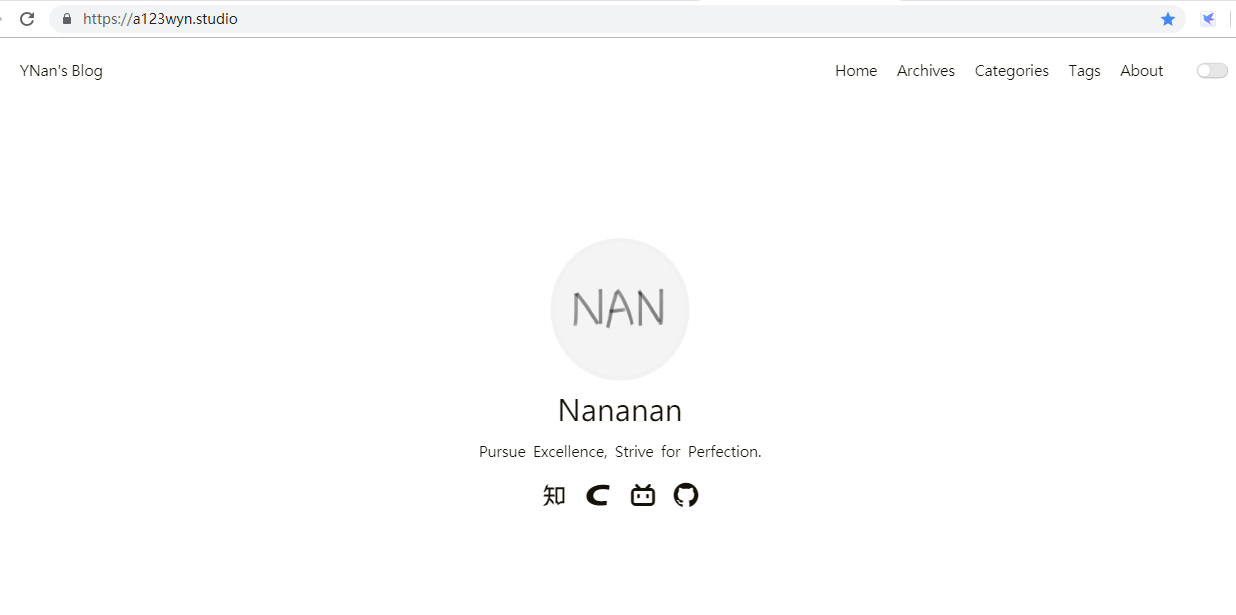 https://a123wyn.studio
YNan's Blog Home Archives Categories Tags About
NAN
Nananan
Pursue Excellence, Strive for Perfection.
知 C